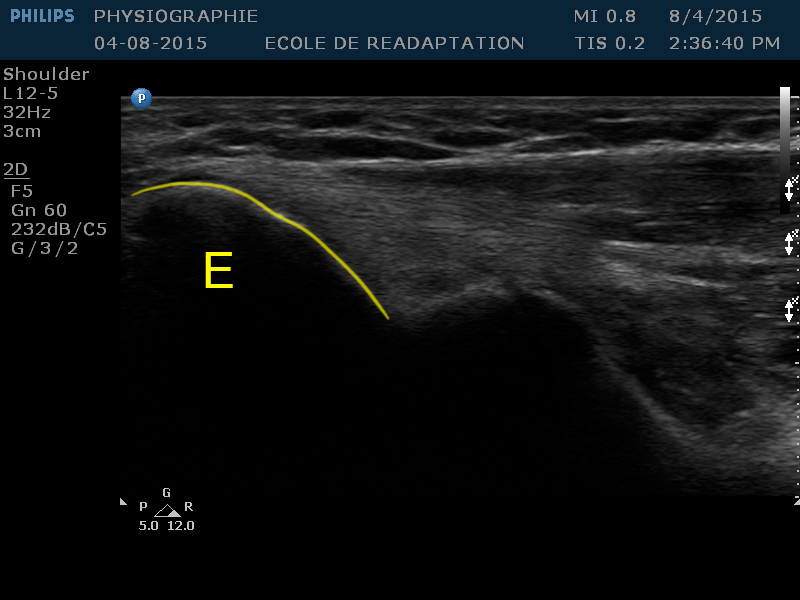 PHILIPS PHYSIOGRAPHIE MI 0.8 8/4/2015
04-08-2015 ECOLE DE READAPTATION TIS 0.2 2:36:40 PM
Shoulder
L12-5
32Hz
3cm
2D
F5
Gn 60
232dB/C5
G/3/2
P
E
G
P R
5.0 12.0